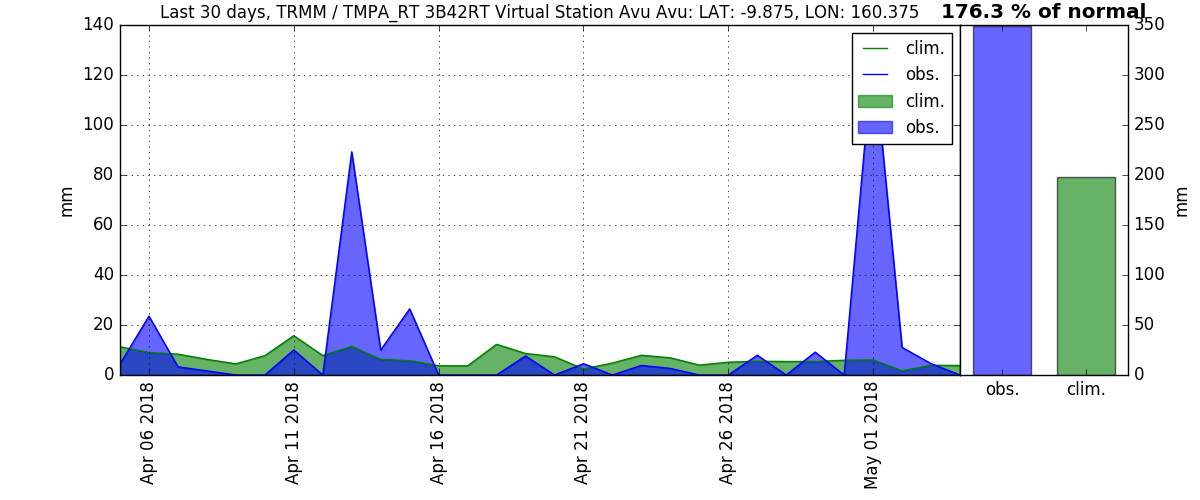 Last 30 days, TRMM / TMPA_RT 3B42RT Virtual Station Avu Avu: LAT: -9.875, LON: 160.375
176.3 % of normal
140
120
100
80
60
40
20
0
mm
clim.
obs.
clim.
obs.
350
300
250
200
150
100
50
0
mm
obs.
clim.
Apr 06 2018
Apr 11 2018
Apr 16 2018
Apr 21 2018
Apr 26 2018
May 01 2018